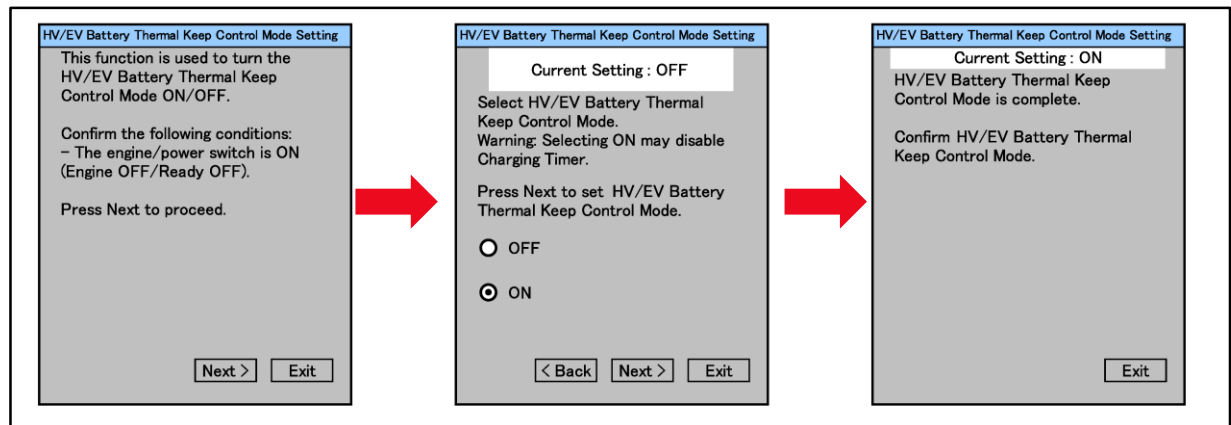 HV/EV Battery Thermal Keep Control Mode Setting
This function is used to turn the
HV/EV Battery Thermal Keep
Control Mode ON/OFF.
Confirm the following conditions:
- The engine/power switch is ON
(Engine OFF/Ready OFF).
Press Next to proceed.
Next >
Exit
HV/EV Battery Thermal Keep Control Mode Setting
Current Setting : OFF
Select HV/EV Battery Thermal
Keep Control Mode.
Warning: Selecting ON may disable
Charging Timer.
Press Next to set HV/EV Battery
Thermal Keep Control Mode.
OFF
ON
< Back
Next >
Exit
HV/EV Battery Thermal Keep Control Mode Setting
Current Setting : ON
HV/EV Battery Thermal Keep
Control Mode is complete.
Confirm HV/EV Battery Thermal
Keep Control Mode.
Exit